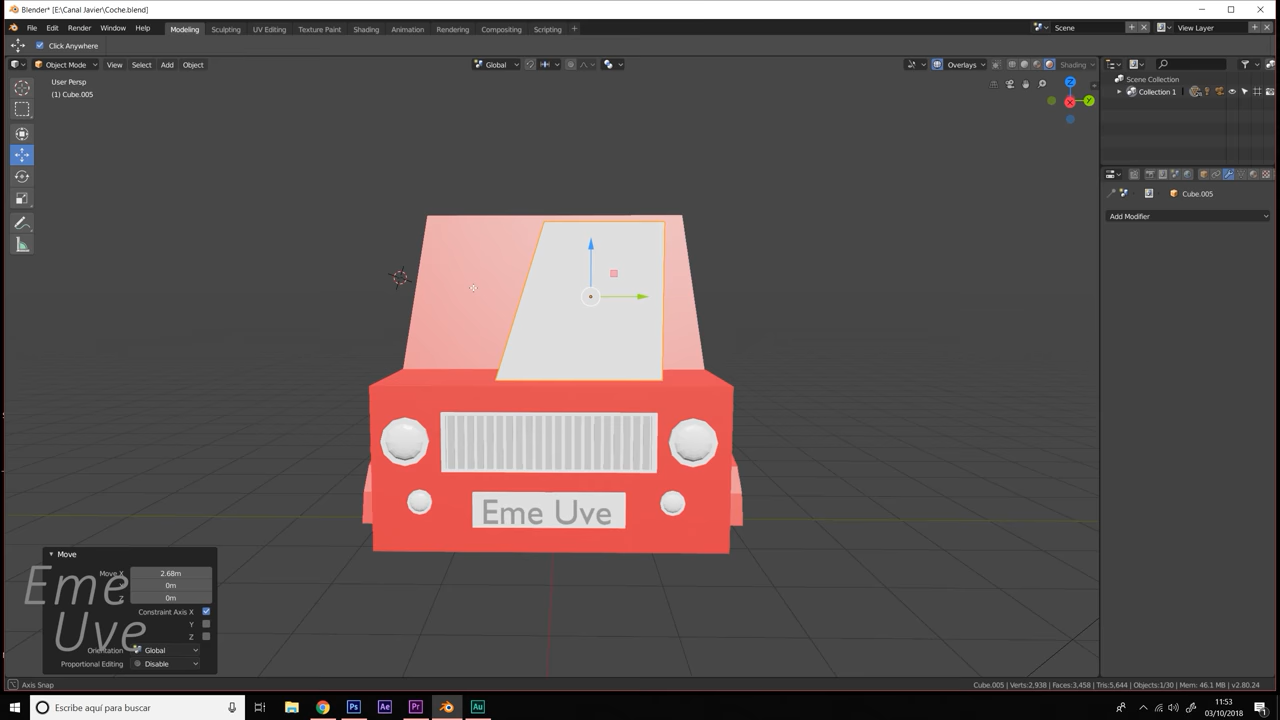 Blender* [E:\Canal Javier\Coche.blend]
File Edit Render Window Help Modeling Sculpting UV Editing Texture Paint Shading Animation Rendering Compositing Scripting + Scene View Layer
Click Anywhere
Object Mode View Select Add Object Global Overlays Shading
User Persp
(1) Cube.005
Z
Y
X
Scene Collection
Collection 1
Cube.005
Add Modifier
Eme Uve
Move
Move X 2.68m
0m
Z 0m
Constraint Axis X
Y
Z
Orientation Global
Proportional Editing Disable
Eme
Uve
Axis Snap
Cube.005 | Verts:2,938 | Faces:3,458 | Tris:5,644 | Objects:1/30 | Mem: 46.1 MB | v2.80.24
Escribe aquí para buscar
Ps Ae Pr Au
11:53
03/10/2018
1